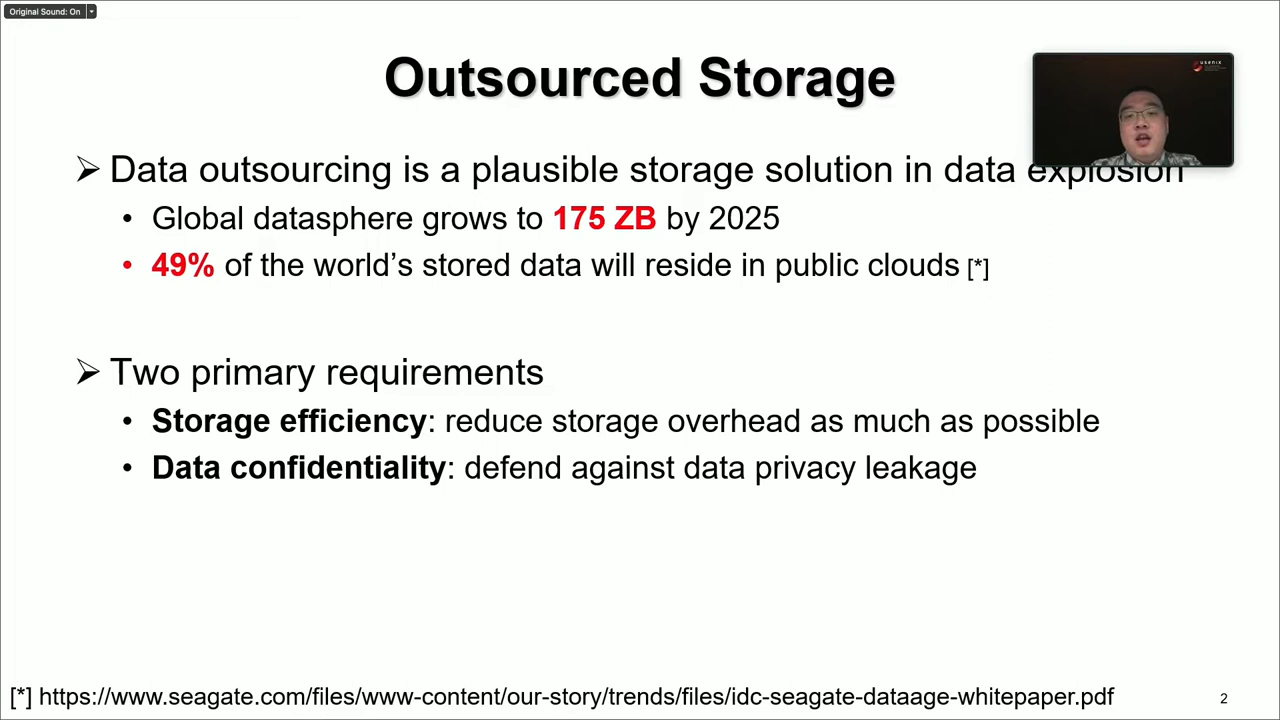 Original Sound: On
Outsourced Storage
usenix
➢ Data outsourcing is a plausible storage solution in data explosion
• Global datasphere grows to 175 ZB by 2025
• 49% of the world’s stored data will reside in public clouds [*]
➢ Two primary requirements
• Storage efficiency: reduce storage overhead as much as possible
• Data confidentiality: defend against data privacy leakage
[*] https://www.seagate.com/files/www-content/our-story/trends/files/idc-seagate-dataage-whitepaper.pdf
2